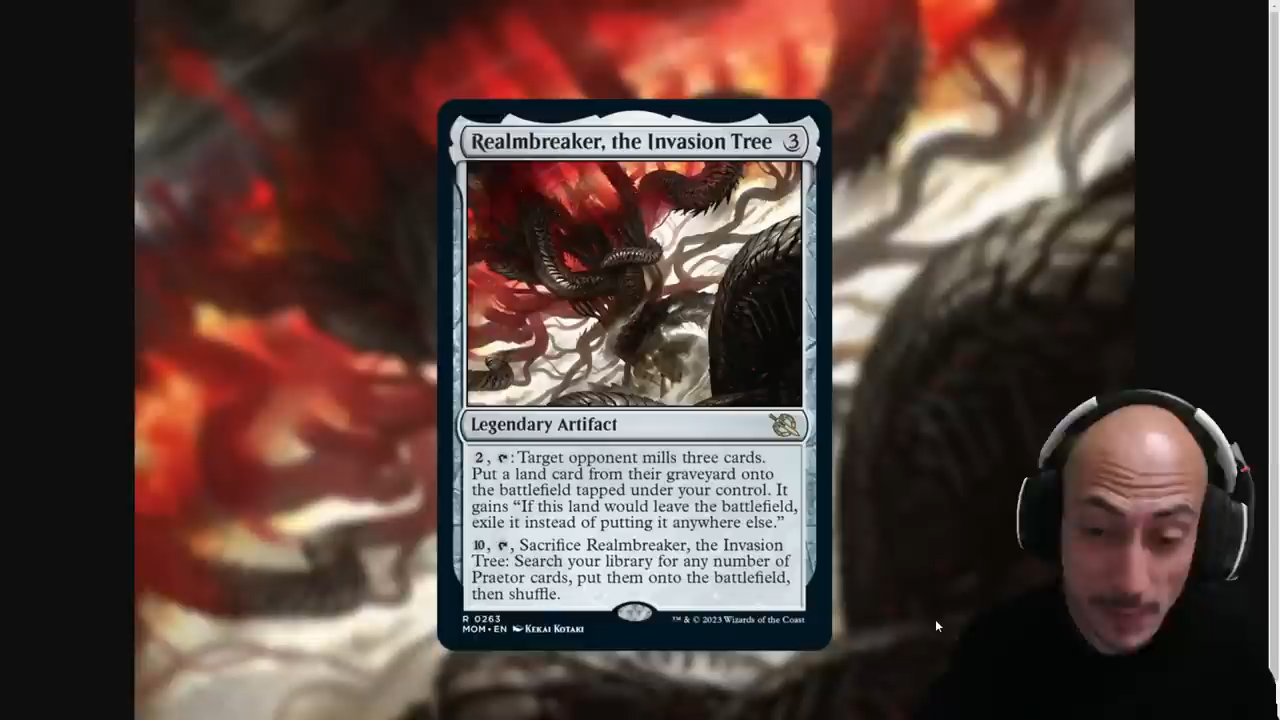 Realmbreaker, the Invasion Tree 3
Legendary Artifact
2, T: Target opponent mills three cards.
Put a land card from their graveyard onto
the battlefield tapped under your control. It
gains “If this land would leave the battlefield,
exile it instead of putting it anywhere else.”
10, T, Sacrifice Realmbreaker, the Invasion
Tree: Search your library for any number of
Praetor cards, put them onto the battlefield,
then shuffle.
R 0263
MOM • EN KEKAI KOTAKI
™ & © 2023 Wizards of the Coast